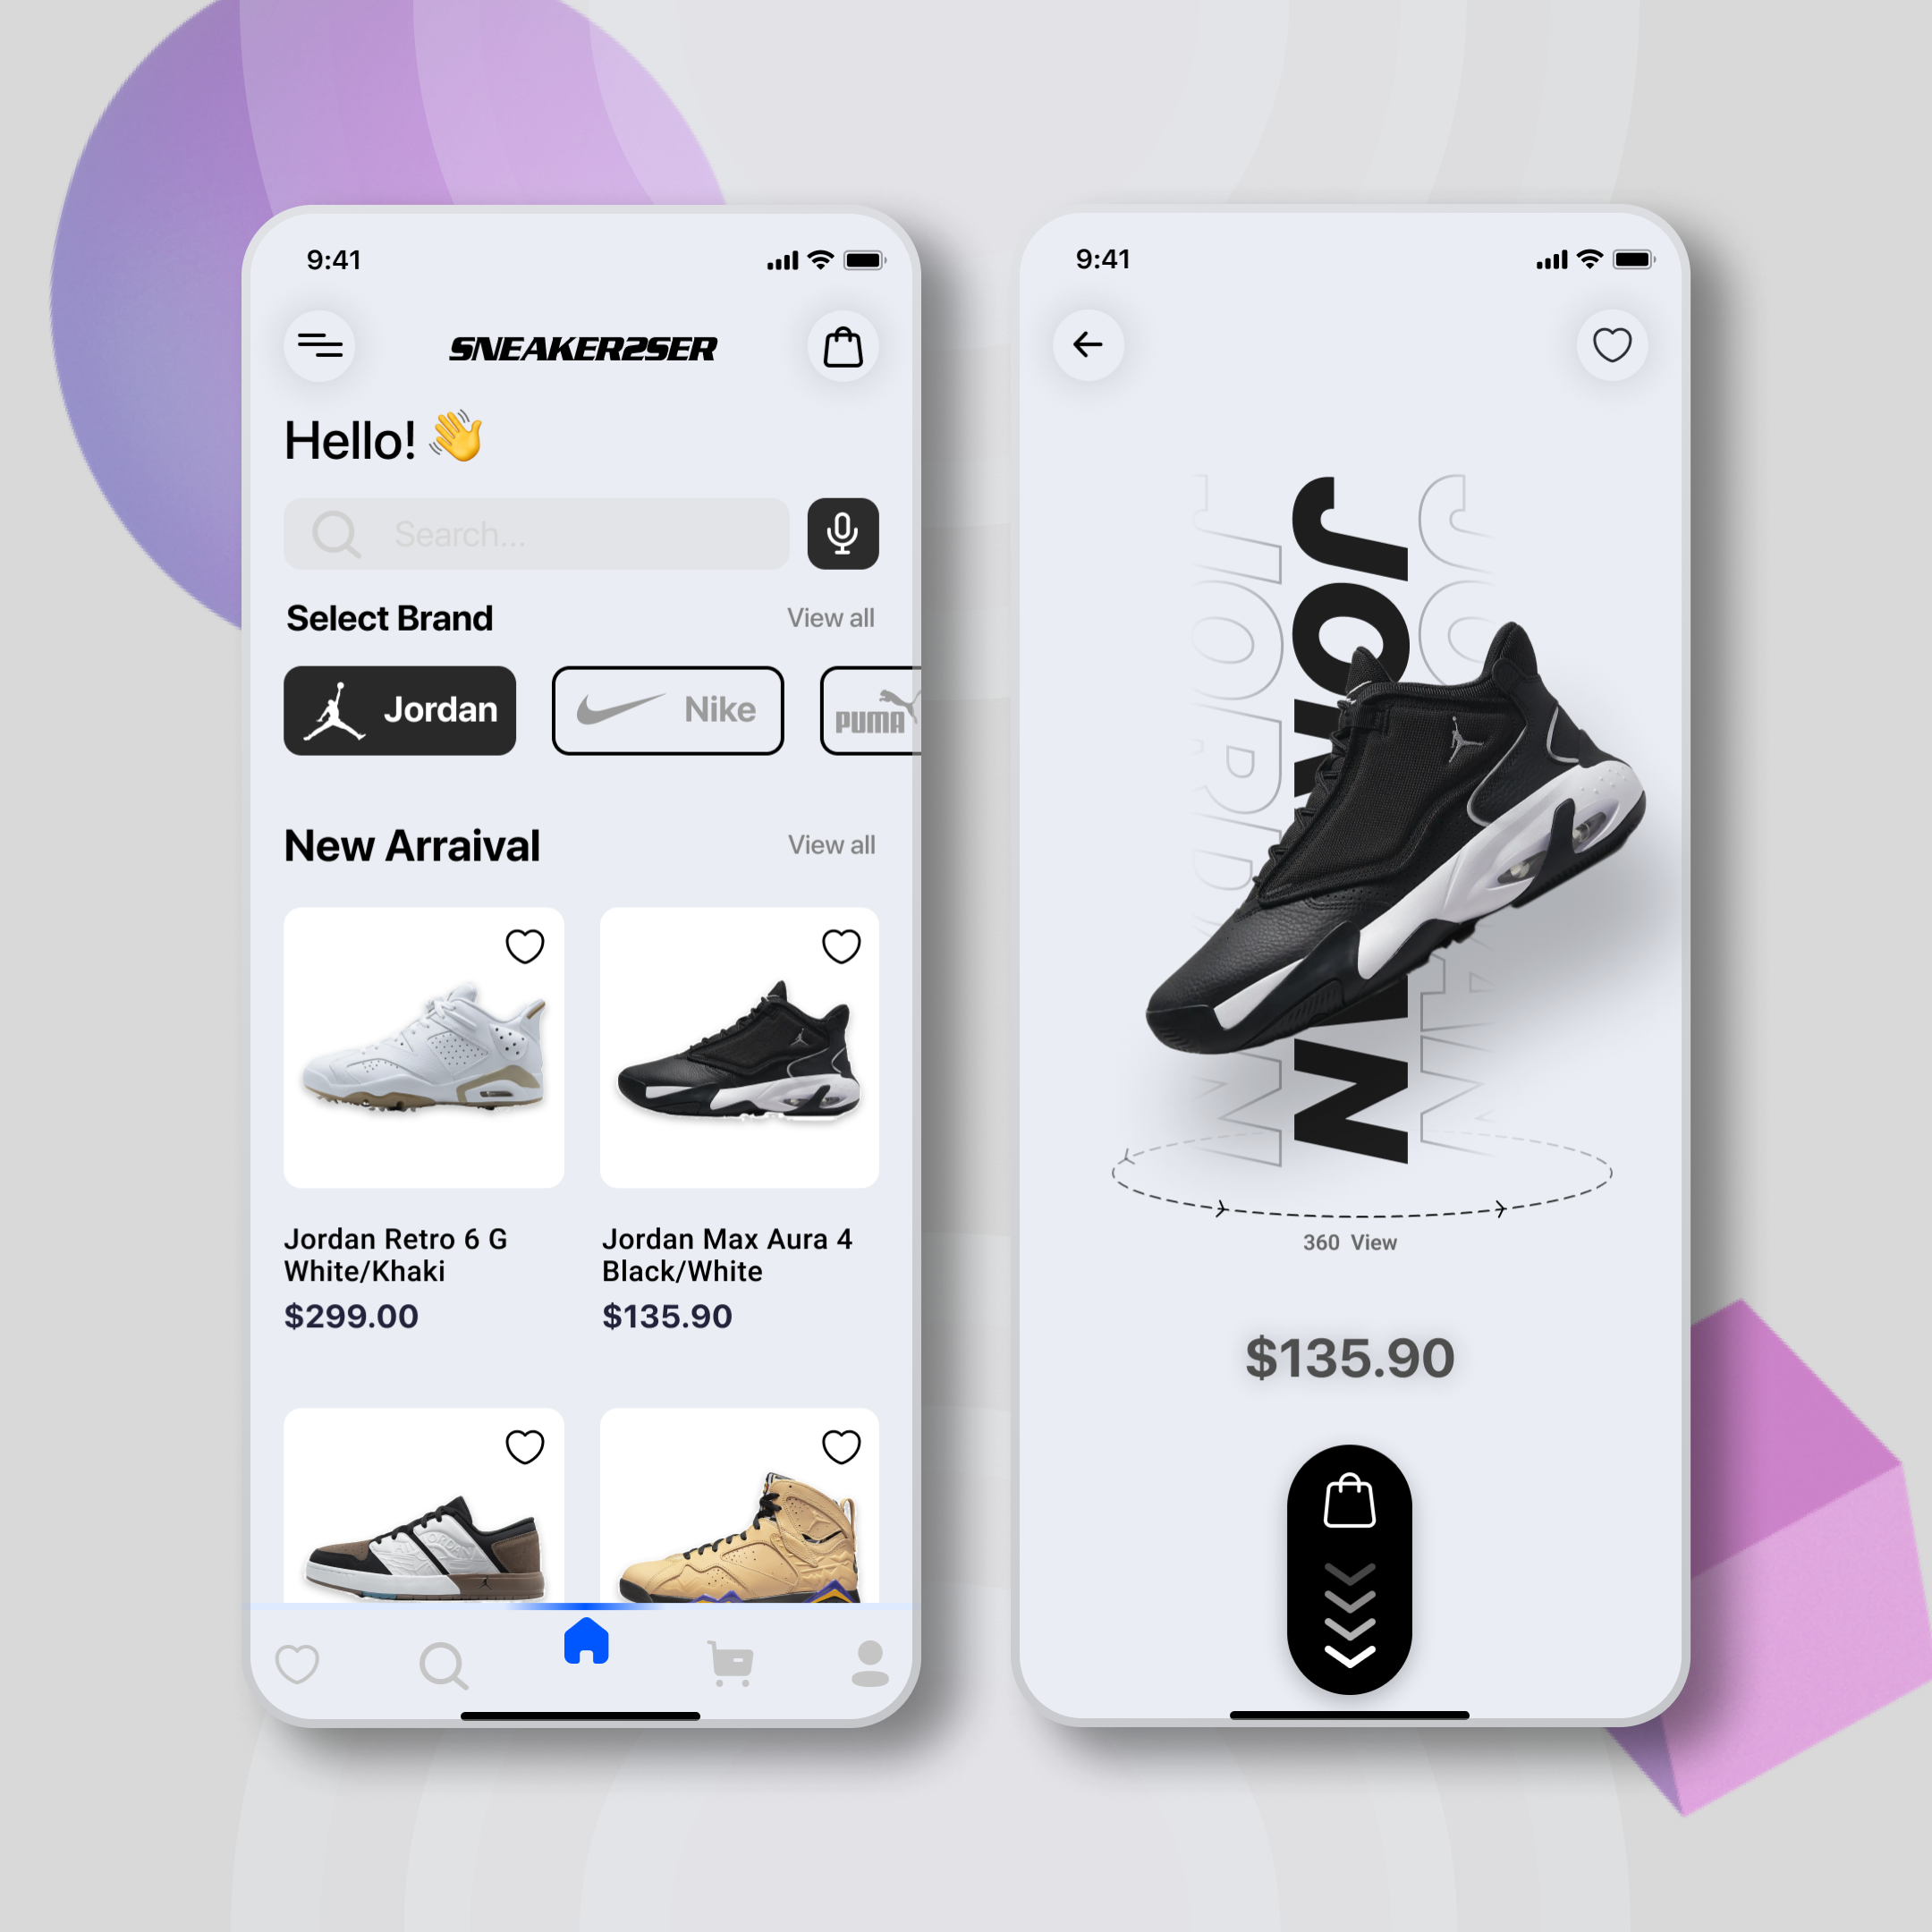 9:41
SNEAKER2SER
Hello! 👋
Search...
Select Brand
View all
Jordan
Nike
PUMA
New Arraival
View all
Jordan Retro 6 G
White/Khaki
$299.00
Jordan Max Aura 4
Black/White
$135.90
9:41
JORDAN
JORDAN
JORDAN
360 View
$135.90